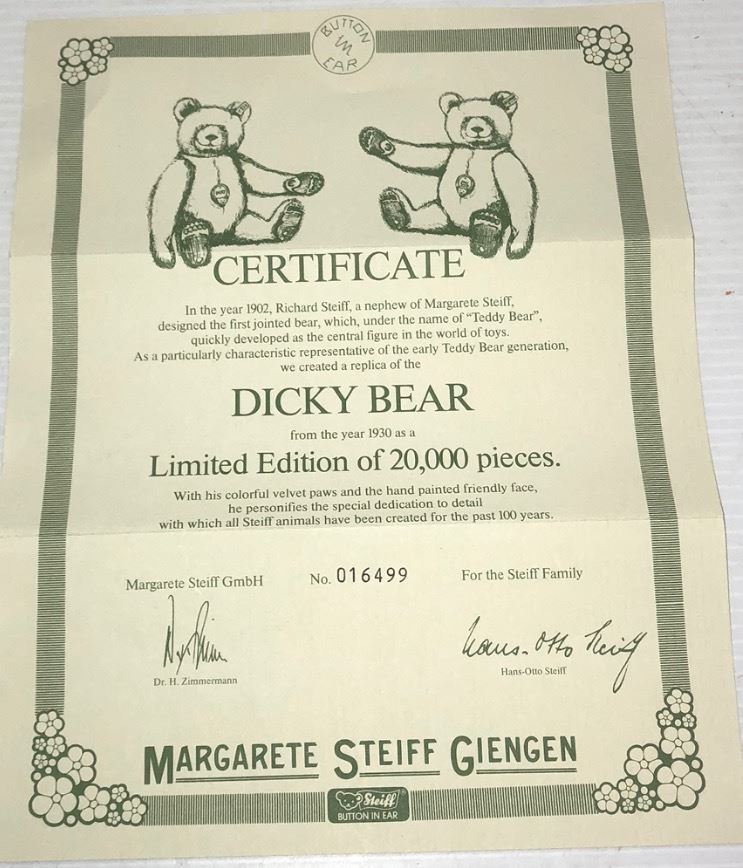 BUTTON
in
EAR
CERTIFICATE
In the year 1902, Richard Steiff, a nephew of Margarete Steiff,
designed the first jointed bear, which, under the name of “Teddy Bear”,
quickly developed as the central figure in the world of toys.
As a particularly characteristic representative of the early Teddy Bear generation,
we created a replica of the
DICKY BEAR
from the year 1930 as a
Limited Edition of 20,000 pieces.
With his colorful velvet paws and the hand painted friendly face,
he personifies the special dedication to detail
with which all Steiff animals have been created for the past 100 years.
Margarete Steiff GmbH No. 016499 For the Steiff Family
Hans-Otto Steiff
Dr. H. Zimmermann Hans-Otto Steiff
MARGARETE STEIFF GIENGEN
Steiff
BUTTON IN EAR